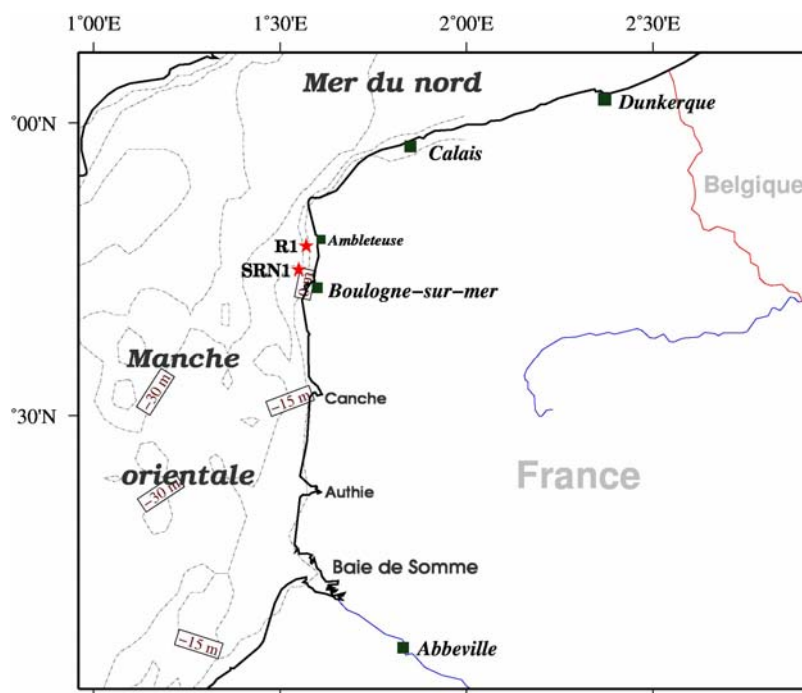 1˚00'E 1˚30'E 2˚00'E 2˚30'E
Mer du nord
˚00'N
Dunkerque
Calais
Belgique
R1
Ambleteuse
SRN1
0 m
Boulogne-sur-mer
Manche
-30 m
-15 m
Canche
˚30'N
orientale
-30 m
France
Authie
Baie de Somme
-15 m
Abbeville